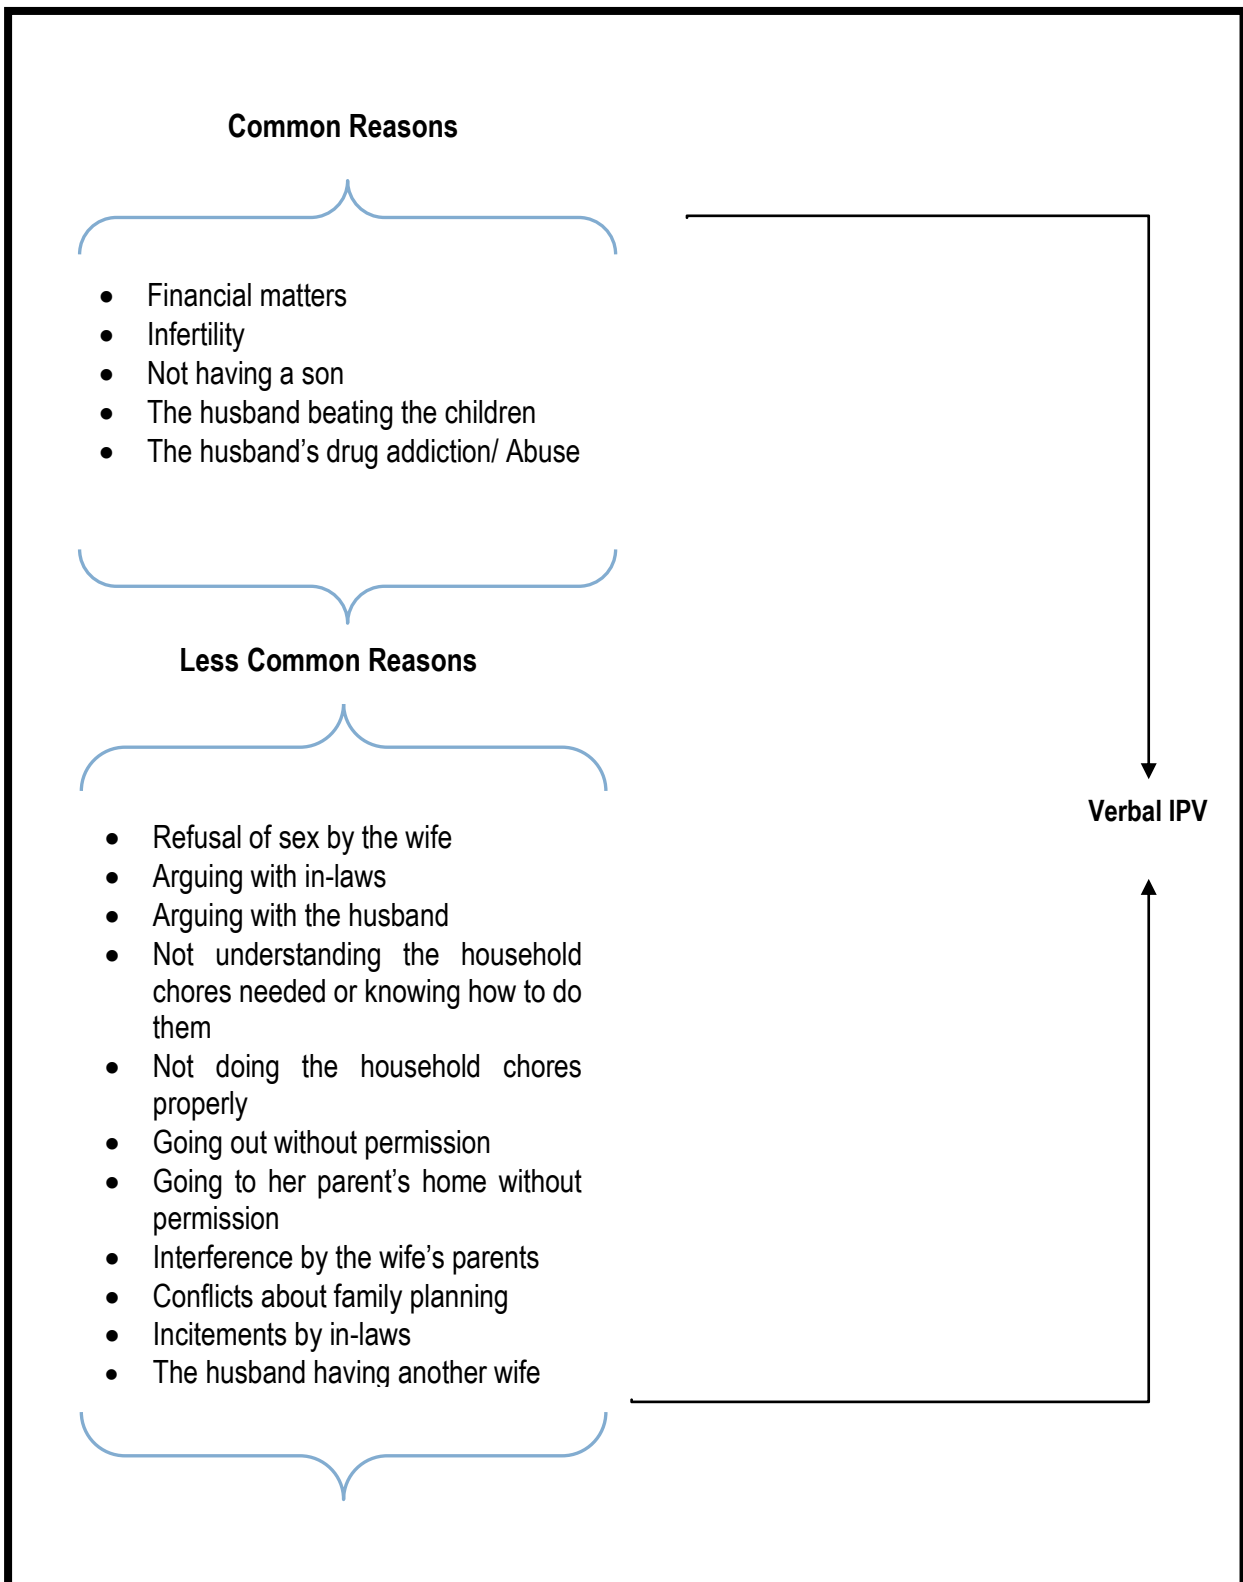 Common Reasons
• Financial matters
• Infertility
• Not having a son
• The husband beating the children
• The husband’s drug addiction/ Abuse
Less Common Reasons
Verbal IPV
• Refusal of sex by the wife
• Arguing with in-laws
• Arguing with the husband
• Not understanding the household
chores needed or knowing how to do
them
• Not doing the household chores
properly
• Going out without permission
• Going to her parent’s home without
permission
• Interference by the wife’s parents
• Conflicts about family planning
• Incitements by in-laws
• The husband having another wife